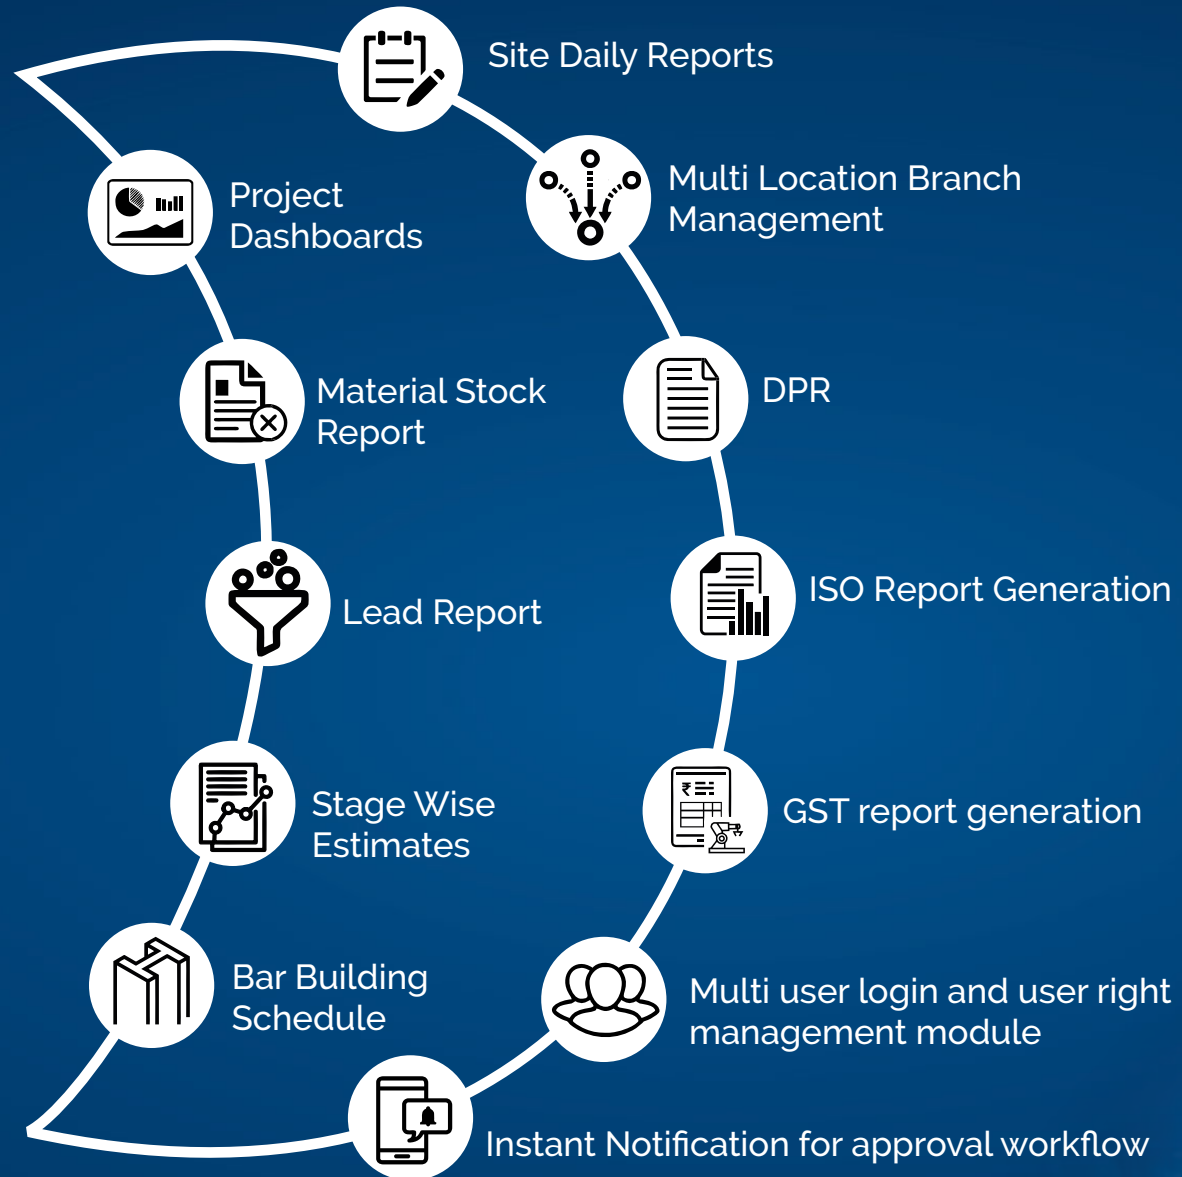 Site Daily Reports
Multi Location Branch
Management
Project
Dashboards
Material Stock
Report
DPR
Lead Report
ISO Report Generation
Stage Wise
Estimates
GST report generation
Bar Building
Schedule
Multi user login and user right
management module
Instant Notification for approval workflow
₹